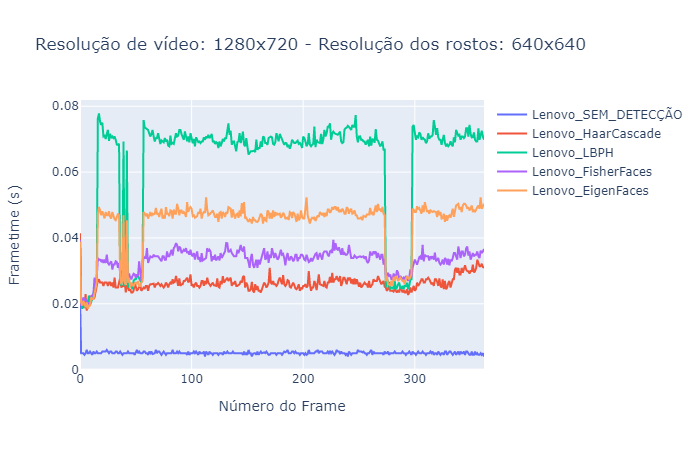 Resolução de vídeo: 1280x720 - Resolução dos rostos: 640x640
0.08
0.06
0.04
0.02
0
0
100
200
300
Frametime (s)
Número do Frame
Lenovo_SEM_DETECÇÃO
Lenovo_HaarCascade
Lenovo_LBPH
Lenovo_FisherFaces
Lenovo_EigenFaces